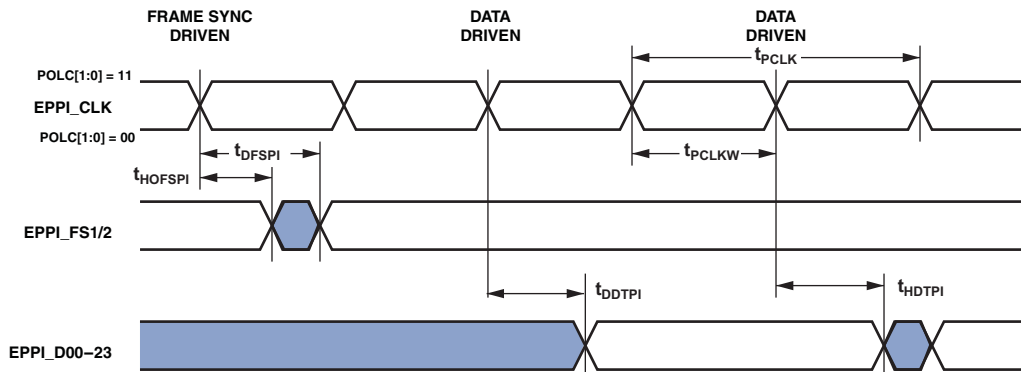 FRAME SYNC
DRIVEN
DATA
DRIVEN
DATA
DRIVEN
tPCLK
POLC[1:0] = 11
EPPI_CLK
POLC[1:0] = 00
tDFSPI
tPCLKW
tHOFSPI
EPPI_FS1/2
tDDTPI
tHDTPI
EPPI_D00–23